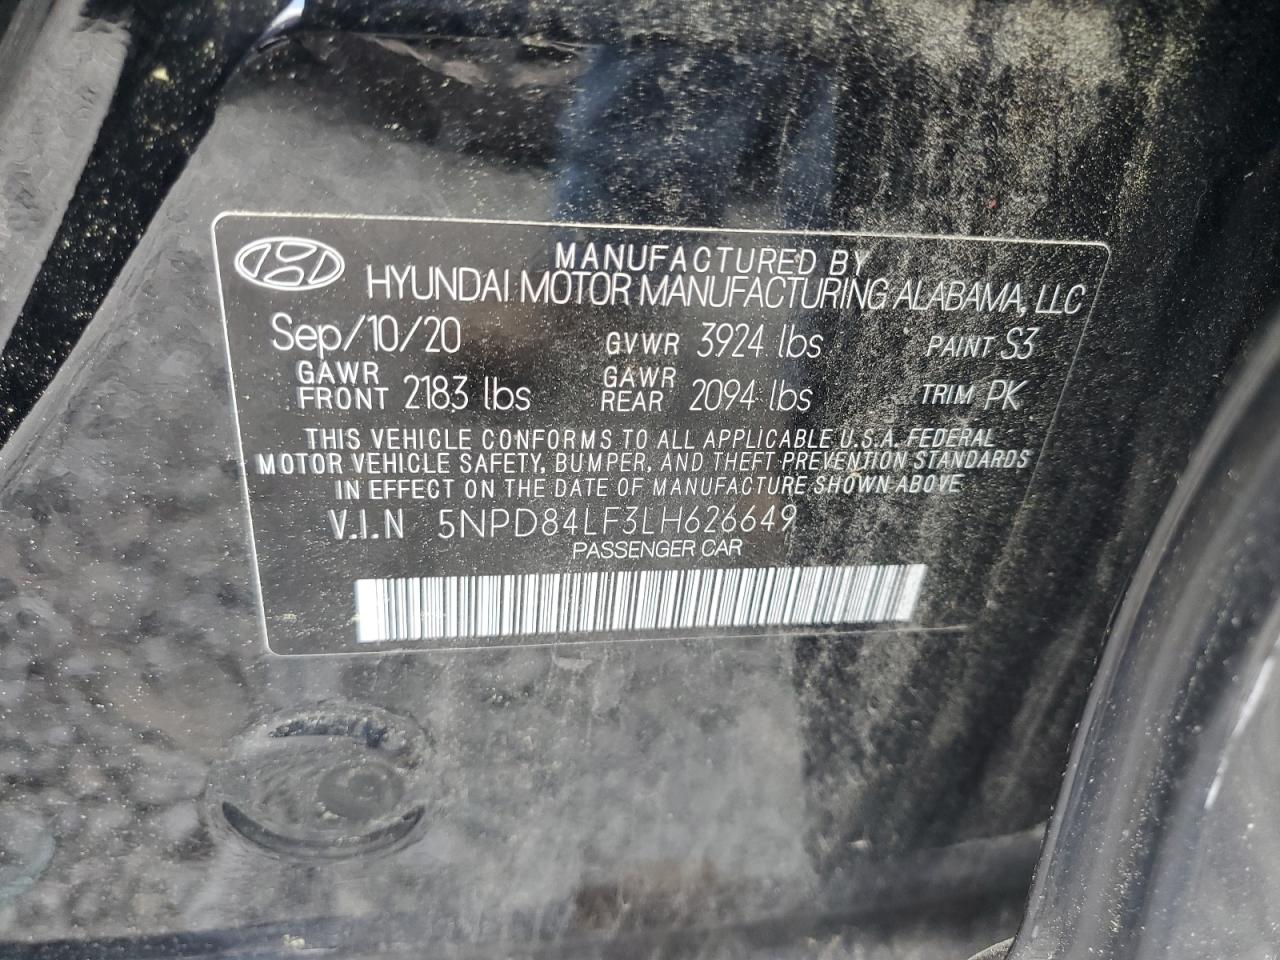 MANUFACTURED BY
HYUNDAI MOTOR MANUFACTURING ALABAMA, LLC
Sep/10/20 GVWR 3924 lbs PAINT S3
GAWR FRONT 2183 lbs GAWR REAR 2094 lbs TRIM PK
THIS VEHICLE CONFORMS TO ALL APPLICABLE U.S.A. FEDERAL
MOTOR VEHICLE SAFETY, BUMPER, AND THEFT PREVENTION STANDARDS
IN EFFECT ON THE DATE OF MANUFACTURE SHOWN ABOVE
V.I.N 5NPD84LF3LH626649
PASSENGER CAR